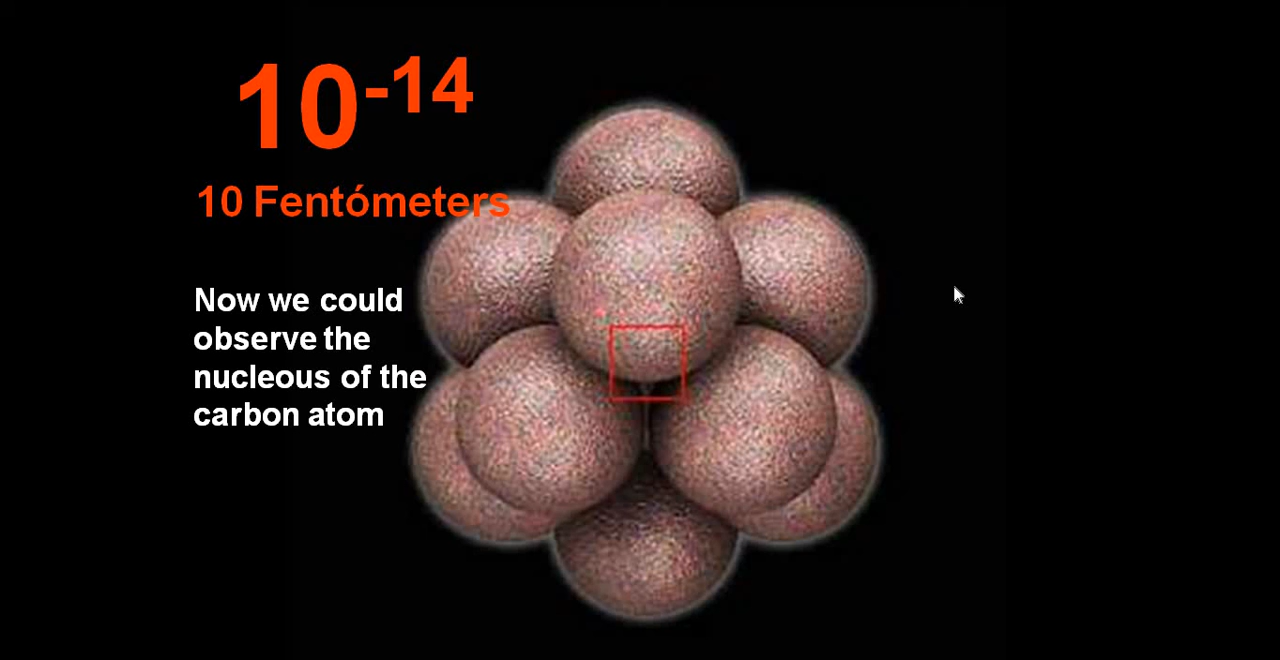 10-14
10 Fentómeters
Now we could
observe the
nucleous of the
carbon atom